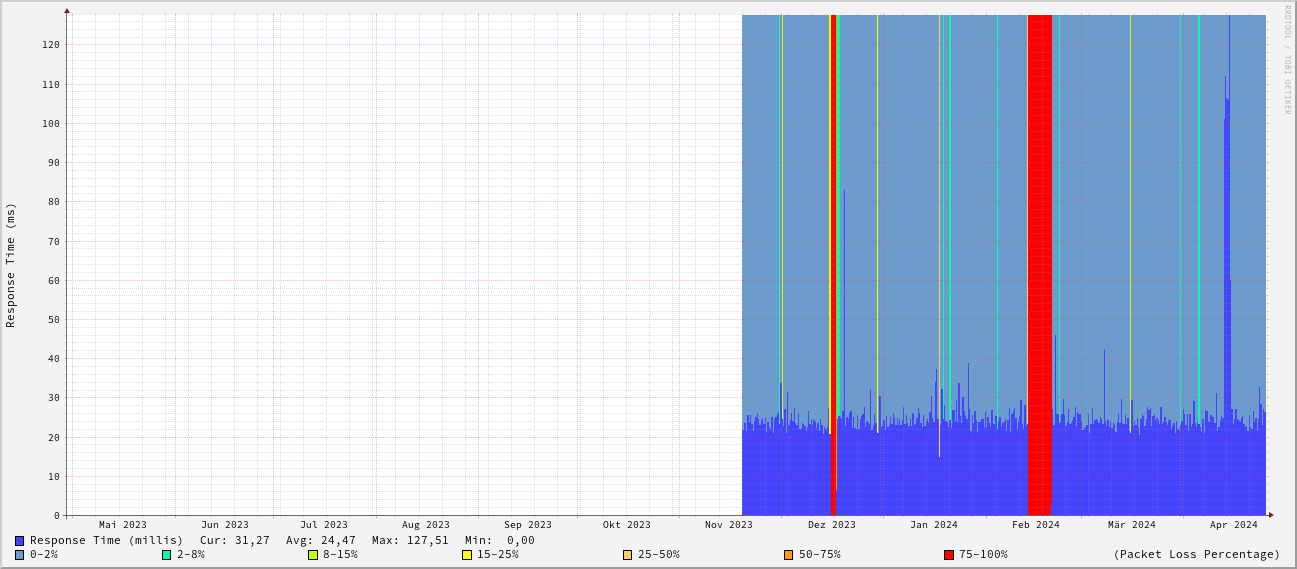 RRDTOOL / TOBI OETIKER
Response Time (ms)
120
110
100
90
80
70
60
50
40
30
20
10
0
Mai 2023 Jun 2023 Jul 2023 Aug 2023 Sep 2023 Okt 2023 Nov 2023 Dez 2023 Jan 2024 Feb 2024 Mär 2024 Apr 2024
Response Time (millis) Cur: 31,27 Avg: 24,47 Max: 127,51 Min: 0,00
0-2% 2-8% 8-15% 15-25% 25-50% 50-75% 75-100% (Packet Loss Percentage)